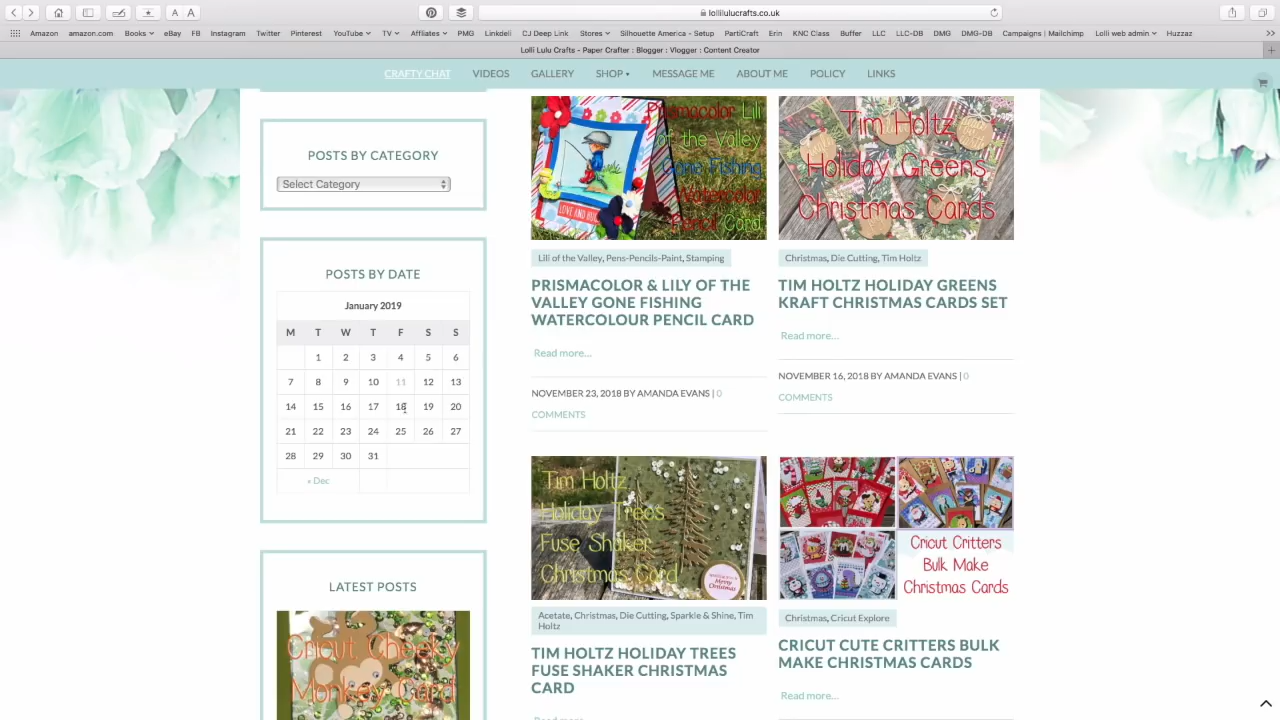 A A
lollilulucrafts.co.uk
Amazon amazon.com Books eBay FB Instagram Twitter Pinterest YouTube TV Affiliates PMG Linkdeli CJ Deep Link Stores Silhouette America - Setup PartiCraft Erin KNC Class Buffer LLC LLC-DB DMG DMG-DB Campaigns | Mailchimp Lolli web admin Huzzaz
Lolli Lulu Crafts - Paper Crafter : Blogger : Vlogger : Content Creator
CRAFTY CHAT VIDEOS GALLERY SHOP MESSAGE ME ABOUT ME POLICY LINKS
POSTS BY CATEGORY
Select Category
POSTS BY DATE
January 2019
M T W T F S S
1 2 3 4 5 6
7 8 9 10 11 12 13
14 15 16 17 18 19 20
21 22 23 24 25 26 27
28 29 30 31
« Dec
LATEST POSTS
Cricut Cheeky
Monkey Card
Prismacolor Lili
of the Valley
Gone Fishing
Watercolor
Pencil Card
LOVE AND HUGS
Lili of the Valley, Pens-Pencils-Paint, Stamping
PRISMACOLOR & LILY OF THE
VALLEY GONE FISHING
WATERCOLOUR PENCIL CARD
Read more...
NOVEMBER 23, 2018 BY AMANDA EVANS | 0
COMMENTS
Tim Holtz
Holiday Greens
Christmas Cards
Christmas, Die Cutting, Tim Holtz
TIM HOLTZ HOLIDAY GREENS
KRAFT CHRISTMAS CARDS SET
Read more...
NOVEMBER 16, 2018 BY AMANDA EVANS | 0
COMMENTS
Tim Holtz
Holiday Trees
Fuse Shaker
Christmas Card
Merry
Christmas
Acetate, Christmas, Die Cutting, Sparkle & Shine, Tim
Holtz
TIM HOLTZ HOLIDAY TREES
FUSE SHAKER CHRISTMAS
CARD
Read more...
Cricut Critters
Bulk Make
Christmas Cards
Christmas, Cricut Explore
CRICUT CUTE CRITTERS BULK
MAKE CHRISTMAS CARDS
Read more...